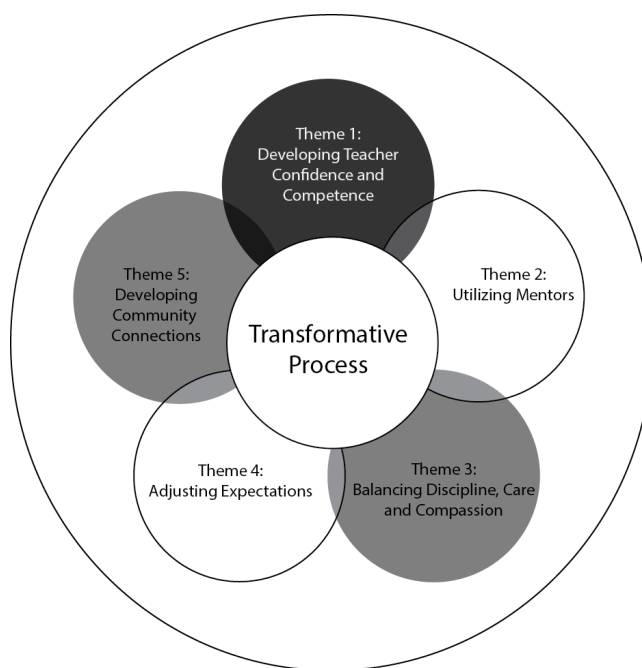 Theme 1:
Developing Teacher
Confidence and
Competence
Theme 2:
Utilizing Mentors
Theme 3:
Balancing Discipline, Care
and Compassion
Theme 4:
Adjusting Expectations
Theme 5:
Developing
Community
Connections
Transformative
Process